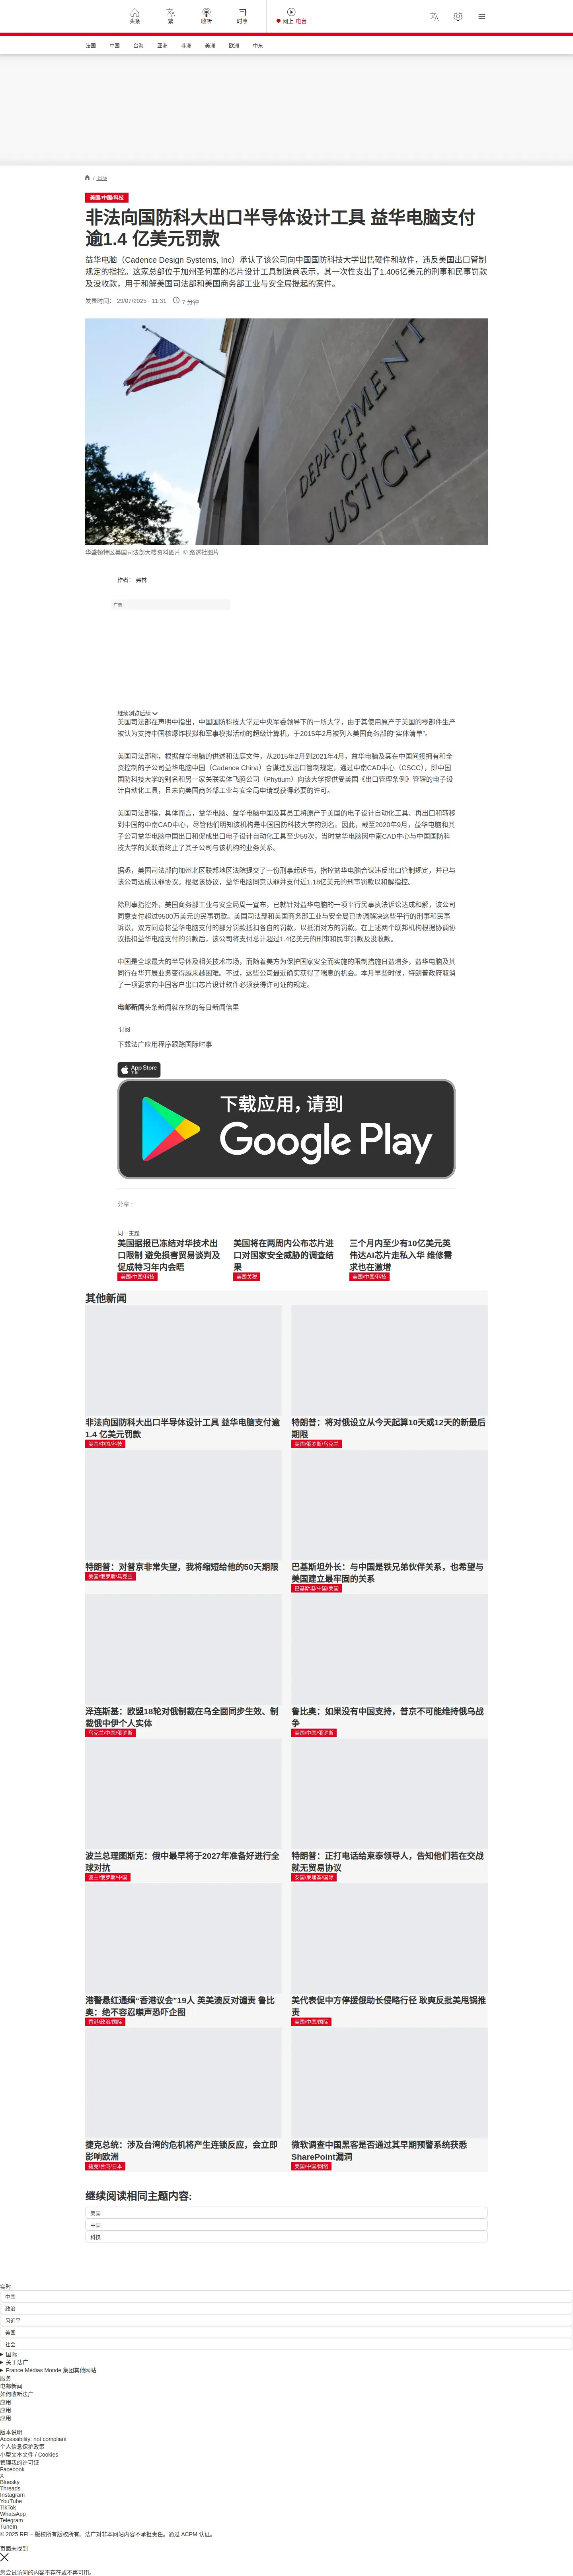 头条
繁
收听
时事
网上 电台
法国
中国
台海
亚洲
非洲
美洲
欧洲
中东
/ 国际
美国/中国/科技
非法向国防科大出口半导体设计工具 益华电脑支付
逾1.4 亿美元罚款
益华电脑（Cadence Design Systems, Inc）承认了该公司向中国国防科技大学出售硬件和软件，违反美国出口管制
规定的指控。这家总部位于加州圣何塞的芯片设计工具制造商表示，其一次性支出了1.406亿美元的刑事和民事罚款
及没收款，用于和解美国司法部和美国商务部工业与安全局提起的案件。
发表时间： 29/07/2025 - 11:31
7 分钟
DEPARTMENT
OF JUSTICE
华盛顿特区美国司法部大楼资料图片 © 路透社图片
作者： 弗林
广告
继续浏览后续
美国司法部在声明中指出，中国国防科技大学是中央军委领导下的一所大学，由于其使用原产于美国的零部件生产
被认为支持中国核爆炸模拟和军事模拟活动的超级计算机，于2015年2月被列入美国商务部的“实体清单”。
美国司法部称，根据益华电脑的供述和法庭文件，从2015年2月到2021年4月，益华电脑及其在中国间接拥有和全
资控制的子公司益华电脑中国（Cadence China）合谋违反出口管制规定，通过中南CAD中心（CSCC），即中国
国防科技大学的别名和另一家关联实体飞腾公司（Phytium）向该大学提供受美国《出口管理条例》管辖的电子设
计自动化工具，且未向美国商务部工业与安全局申请或获得必要的许可。
美国司法部指，具体而言，益华电脑、益华电脑中国及其员工将原产于美国的电子设计自动化工具、再出口和转移
到中国的中南CAD中心，尽管他们明知该机构是中国国防科技大学的别名。因此，截至2020年9月，益华电脑和其
子公司益华电脑中国出口和促成出口电子设计自动化工具至少59次，当时益华电脑因中南CAD中心与中国国防科
技大学的关联而终止了其子公司与该机构的业务关系。
据悉，美国司法部向加州北区联邦地区法院提交了一份刑事起诉书，指控益华电脑合谋违反出口管制规定，并已与
该公司达成认罪协议。根据该协议，益华电脑同意认罪并支付近1.18亿美元的刑事罚款以和解指控。
除刑事指控外，美国商务部工业与安全局周一宣布，已就针对益华电脑的一项平行民事执法诉讼达成和解，该公司
同意支付超过9500万美元的民事罚款。美国司法部和美国商务部工业与安全局已协调解决这些平行的刑事和民事
诉讼，双方同意将益华电脑支付的部分罚款抵扣各自的罚款，以抵消对方的罚款。在上述两个联邦机构根据协调协
议抵扣益华电脑支付的罚款后，该公司将支付总计超过1.4亿美元的刑事和民事罚款及没收款。
中国是全球最大的半导体及相关技术市场，而随着美方为保护国家安全而实施的限制措施日益增多，益华电脑及其
同行在华开展业务变得越来越困难。不过，这些公司最近确实获得了喘息的机会。本月早些时候，特朗普政府取消
了一项要求向中国客户出口芯片设计软件必须获得许可证的规定。
电邮新闻头条新闻就在您的每日新闻信里
订阅
下载法广应用程序跟踪国际时事
App Store
下载
下载应用，请到
Google Play
分享 :
同一主题
美国据报已冻结对华技术出
口限制 避免损害贸易谈判及
促成特习年内会晤
美国/中国/科技
美国将在两周内公布芯片进
口对国家安全威胁的调查结
果
美国关税
三个月内至少有10亿美元英
伟达AI芯片走私入华 维修需
求也在激增
美国/中国/科技
其他新闻
非法向国防科大出口半导体设计工具 益华电脑支付逾
1.4 亿美元罚款
美国/中国/科技
特朗普：将对俄设立从今天起算10天或12天的新最后
期限
美国/俄罗斯/乌克兰
特朗普：对普京非常失望，我将缩短给他的50天期限
美国/俄罗斯/乌克兰
巴基斯坦外长：与中国是铁兄弟伙伴关系，也希望与
美国建立最牢固的关系
巴基斯坦/中国/美国
泽连斯基：欧盟18轮对俄制裁在乌全面同步生效、制
裁俄中伊个人实体
乌克兰/中国/俄罗斯
鲁比奥：如果没有中国支持，普京不可能维持俄乌战
争
美国/中国/俄罗斯
波兰总理图斯克：俄中最早将于2027年准备好进行全
球对抗
波兰/俄罗斯/中国
特朗普：正打电话给柬泰领导人，告知他们若在交战
就无贸易协议
泰国/柬埔寨/国际
港警悬红通缉“香港议会”19人 英美澳反对谴责 鲁比
奥：绝不容忍噤声恐吓企图
香港/政治/国际
美代表促中方停援俄助长侵略行径 耿爽反批美甩锅推
责
美国/中国/国际
捷克总统：涉及台湾的危机将产生连锁反应，会立即
影响欧洲
捷克/台湾/日本
微软调查中国黑客是否通过其早期预警系统获悉
SharePoint漏洞
美国/中国/网络
继续阅读相同主题内容:
美国
中国
科技
实时
中国
政治
习近平
美国
社会
国际
关于法广
France Médias Monde 集团其他网站
服务
电邮新闻
如何收听法广
应用
应用
应用
版本说明
Accessibility: not compliant
个人信息保护政策
小型文本文件 / Cookies
管理我的许可证
Facebook
X
Bluesky
Threads
Instagram
YouTube
TikTok
WhatsApp
Telegram
TuneIn
© 2025 RFI – 版权所有版权所有。法广对非本网站内容不承担责任。通过 ACPM 认证。
页面未找到
您尝试访问的内容不存在或不再可用。